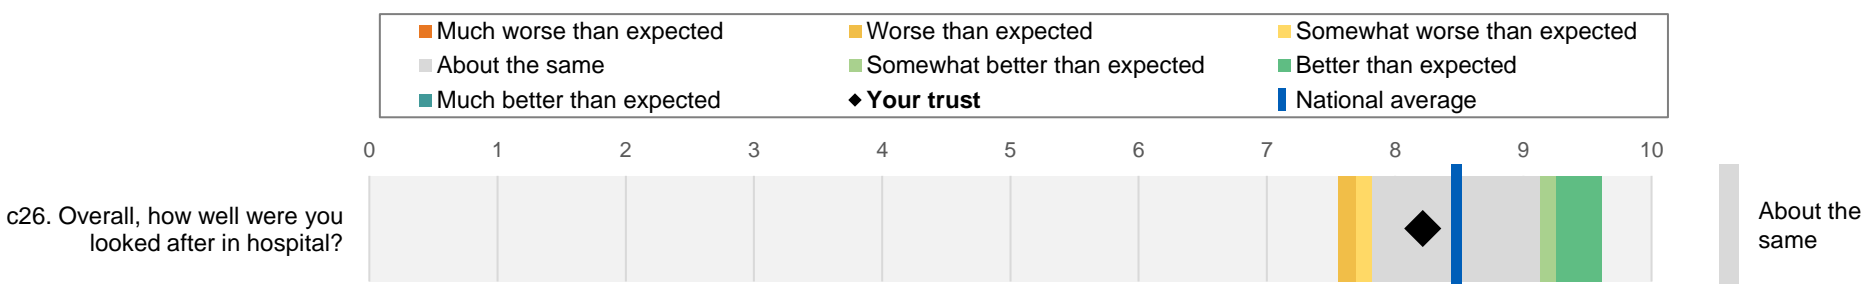 Much worse than expected Worse than expected Somewhat worse than expected
About the same Somewhat better than expected Better than expected
Much better than expected Your trust National average
0 1 2 3 4 5 6 7 8 9 10
c26. Overall, how well were you
looked after in hospital?
About the
same